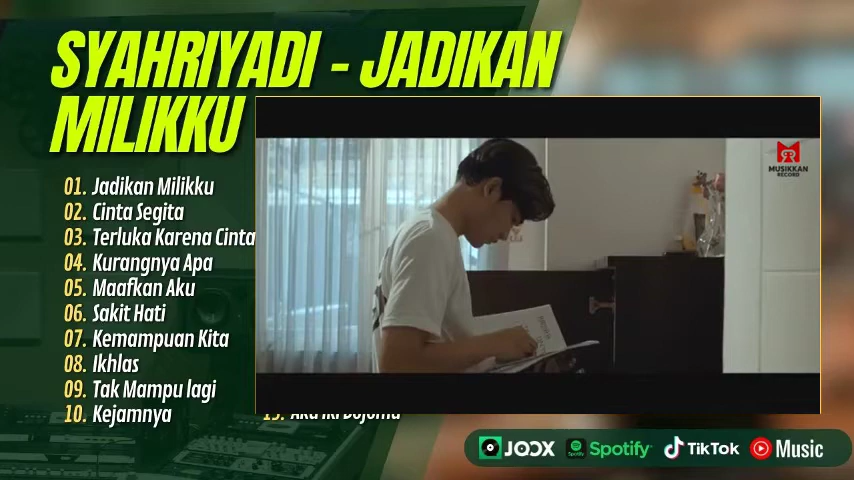 SYAHRIYADI - JADIKAN
MILIKKU
01. Jadikan Milikku
02. Cinta Segita
03. Terluka Karena Cinta
04. Kurangnya Apa
05. Maafkan Aku
06. Sakit Hati
07. Kemampuan Kita
08. Ikhlas
09. Tak Mampu lagi
10. Kejamnya
MUSIKKAN
RECORD
JOOX
Spotify
TikTok
Music